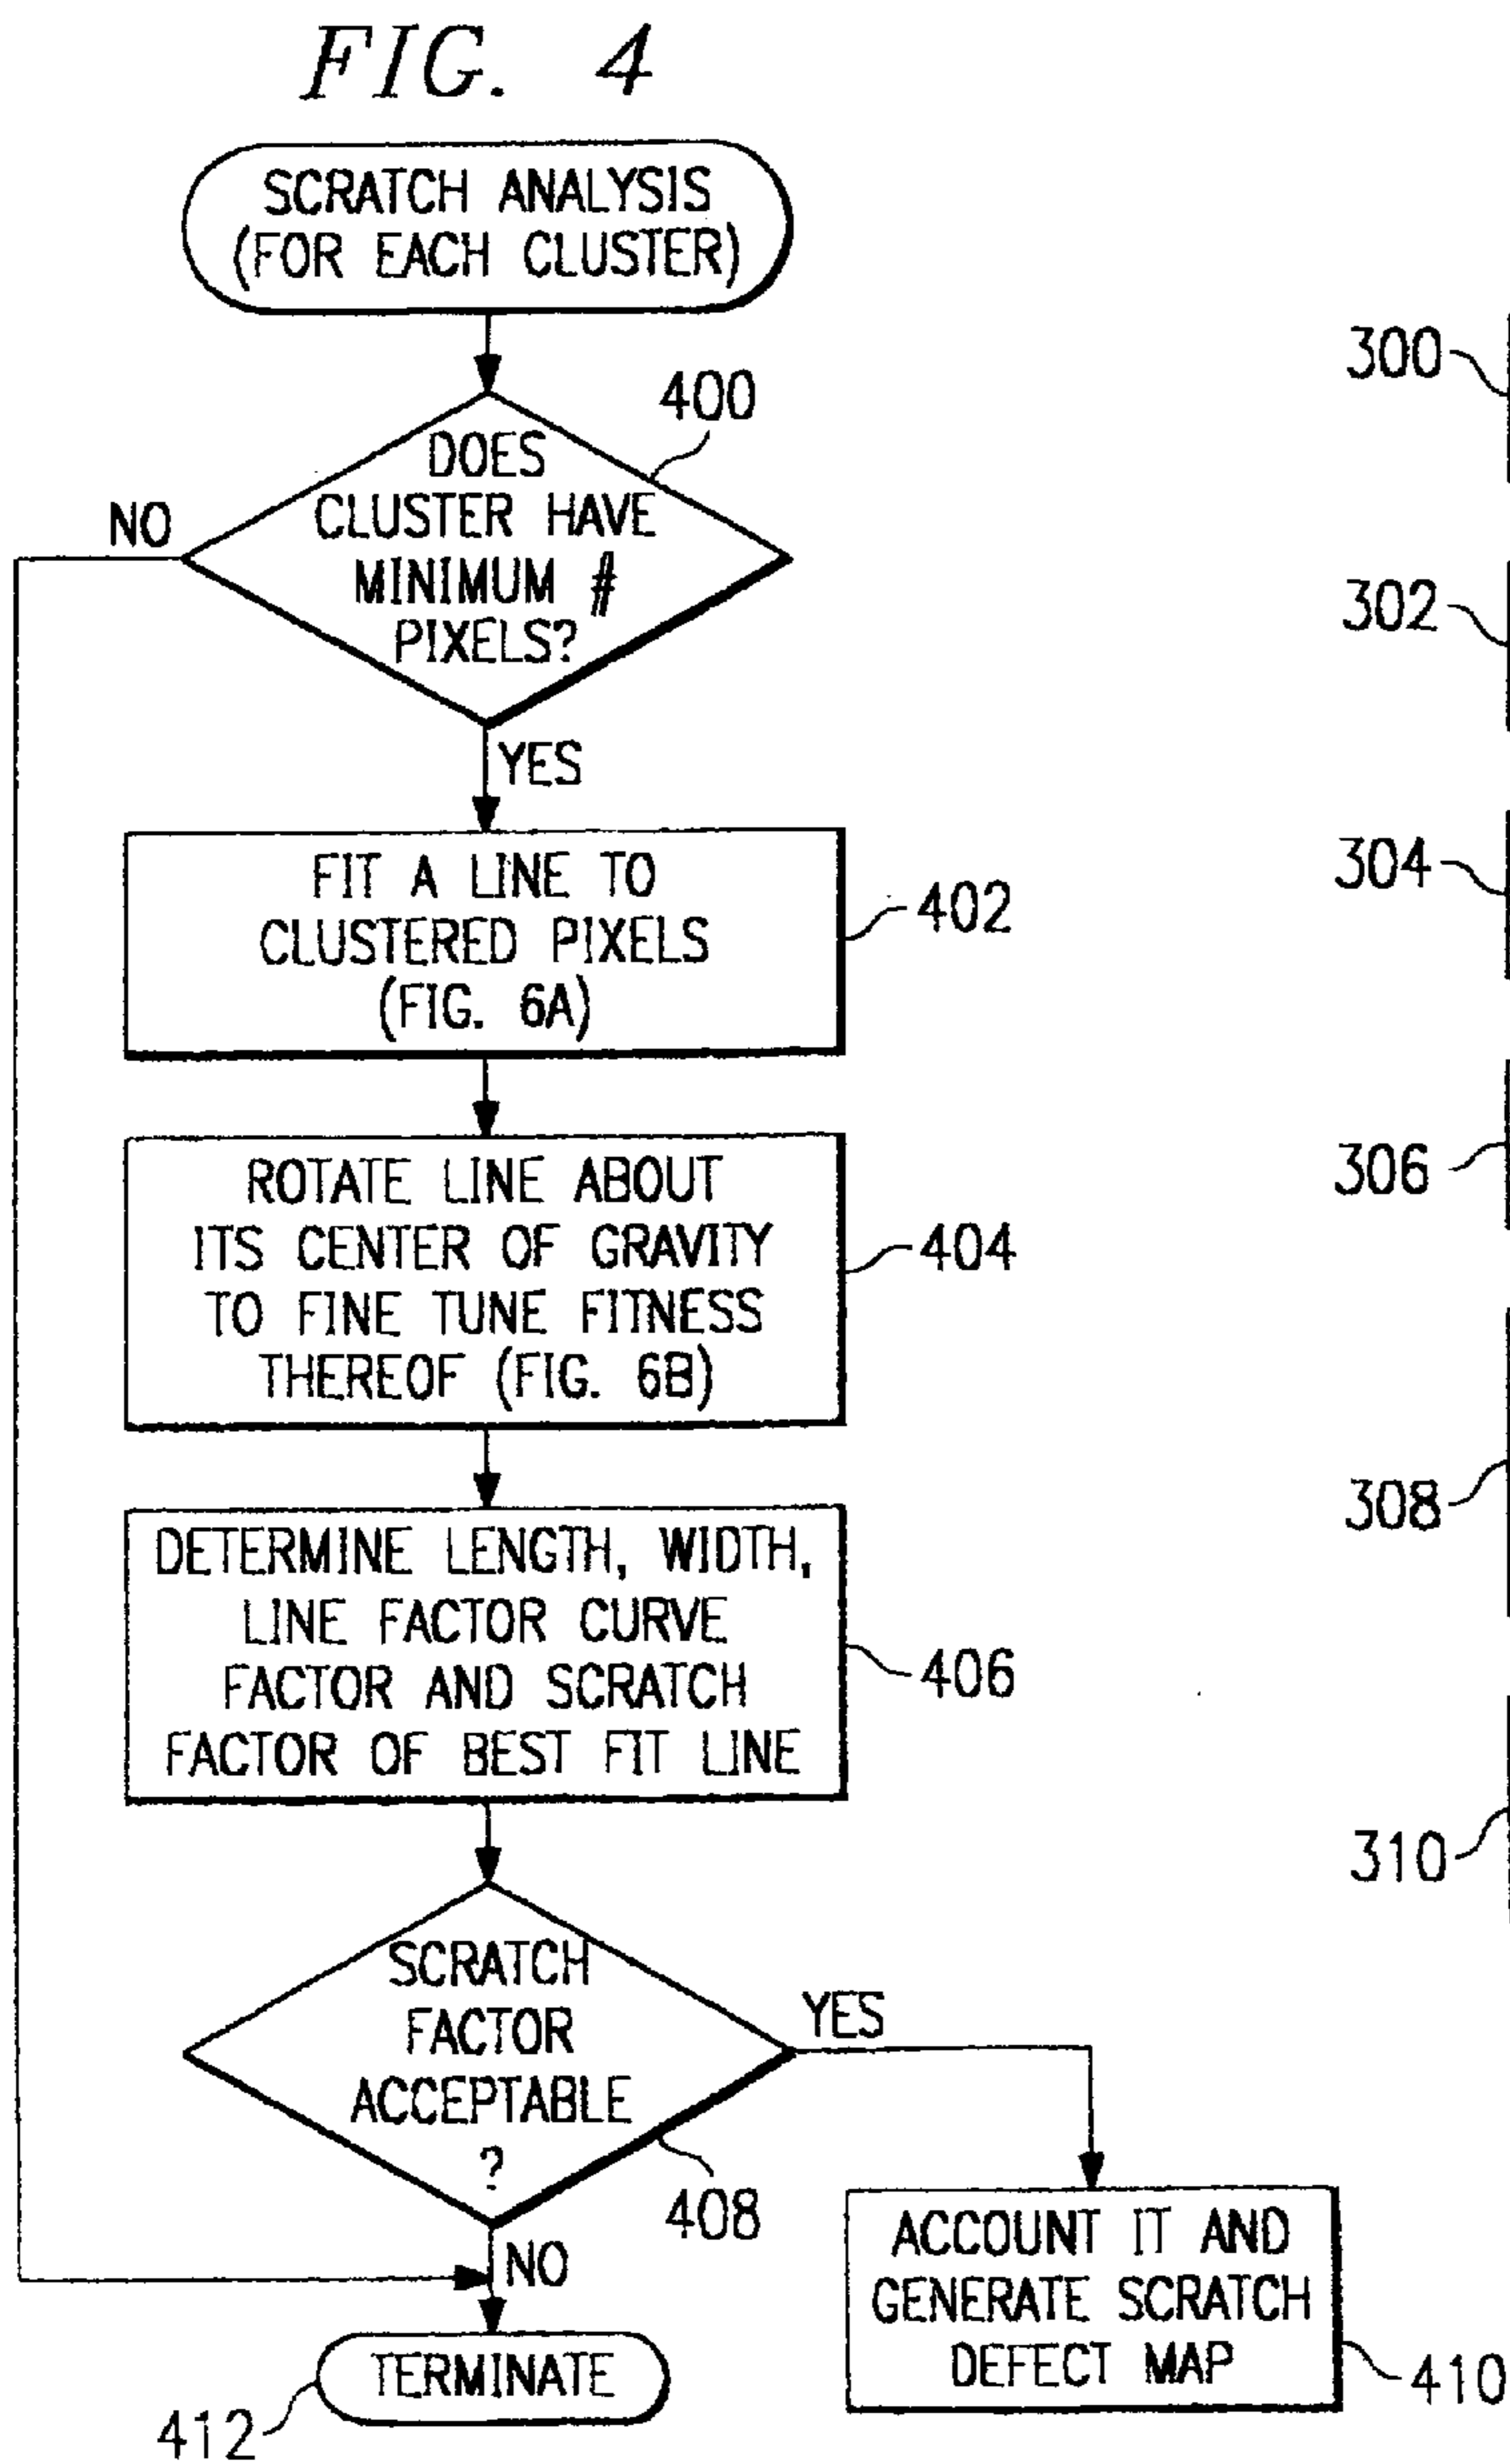 FIG. 4
SCRATCH ANALYSIS
(FOR EACH CLUSTER)
400
DOES
CLUSTER HAVE
MINIMUM #
PIXELS?
NO
YES
FIT A LINE TO
CLUSTERED PIXELS
(FIG. 6A)
402
ROTATE LINE ABOUT
ITS CENTER OF GRAVITY
TO FINE TUNE FITNESS
THEREOF (FIG. 6B)
404
DETERMINE LENGTH, WIDTH,
LINE FACTOR CURVE
FACTOR AND SCRATCH
FACTOR OF BEST FIT LINE
406
SCRATCH
FACTOR
ACCEPTABLE
?
YES
408
NO
ACCOUNT IT AND
GENERATE SCRATCH
DEFECT MAP
410
TERMINATE
412
300
302
304
306
308
310